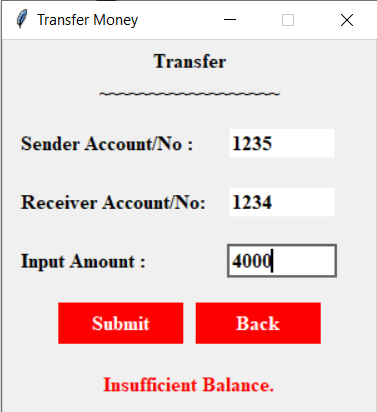 Transfer Money
Transfer
~~~~~~~~~~~~~~~~~~~~
Sender Account/No : 1235
Receiver Account/No: 1234
Input Amount : 4000
Submit Back
Insufficient Balance.